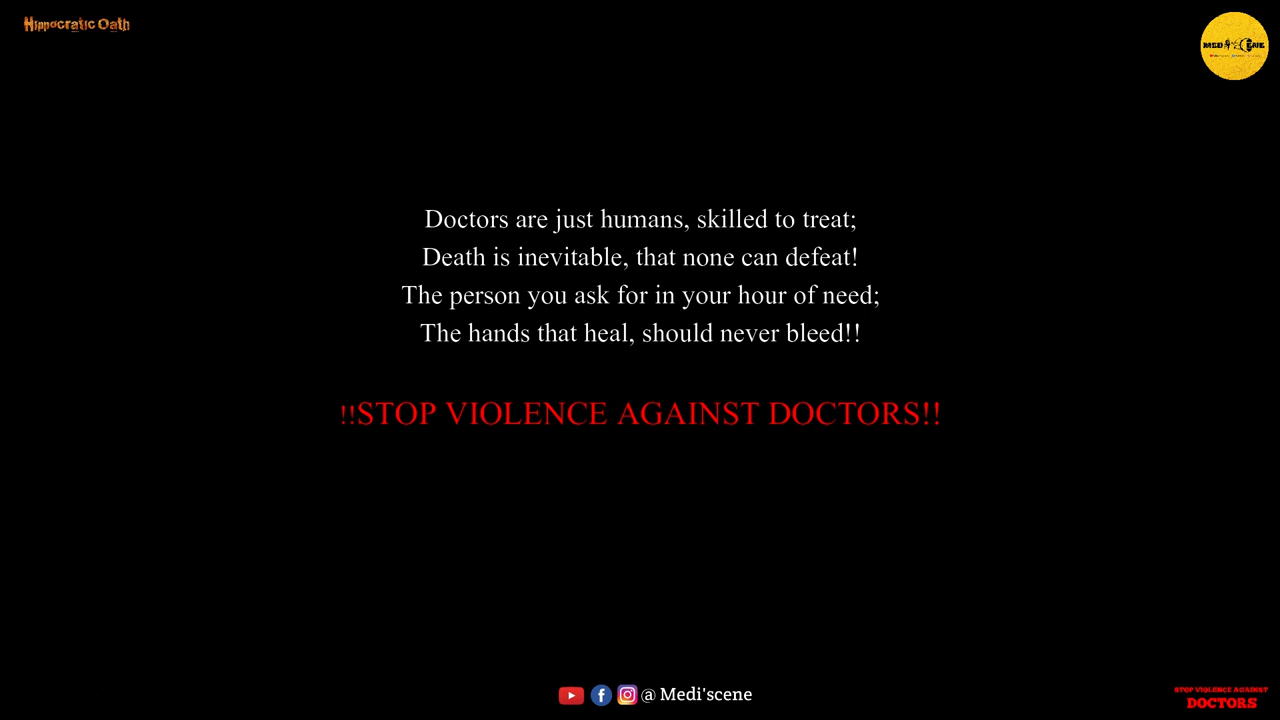 Hippocratic Oath
Doctors are just humans, skilled to treat;
Death is inevitable, that none can defeat!
The person you ask for in your hour of need;
The hands that heal, should never bleed!!
!!STOP VIOLENCE AGAINST DOCTORS!!
@ Medi'scene
STOP VIOLENCE AGAINST
DOCTORS